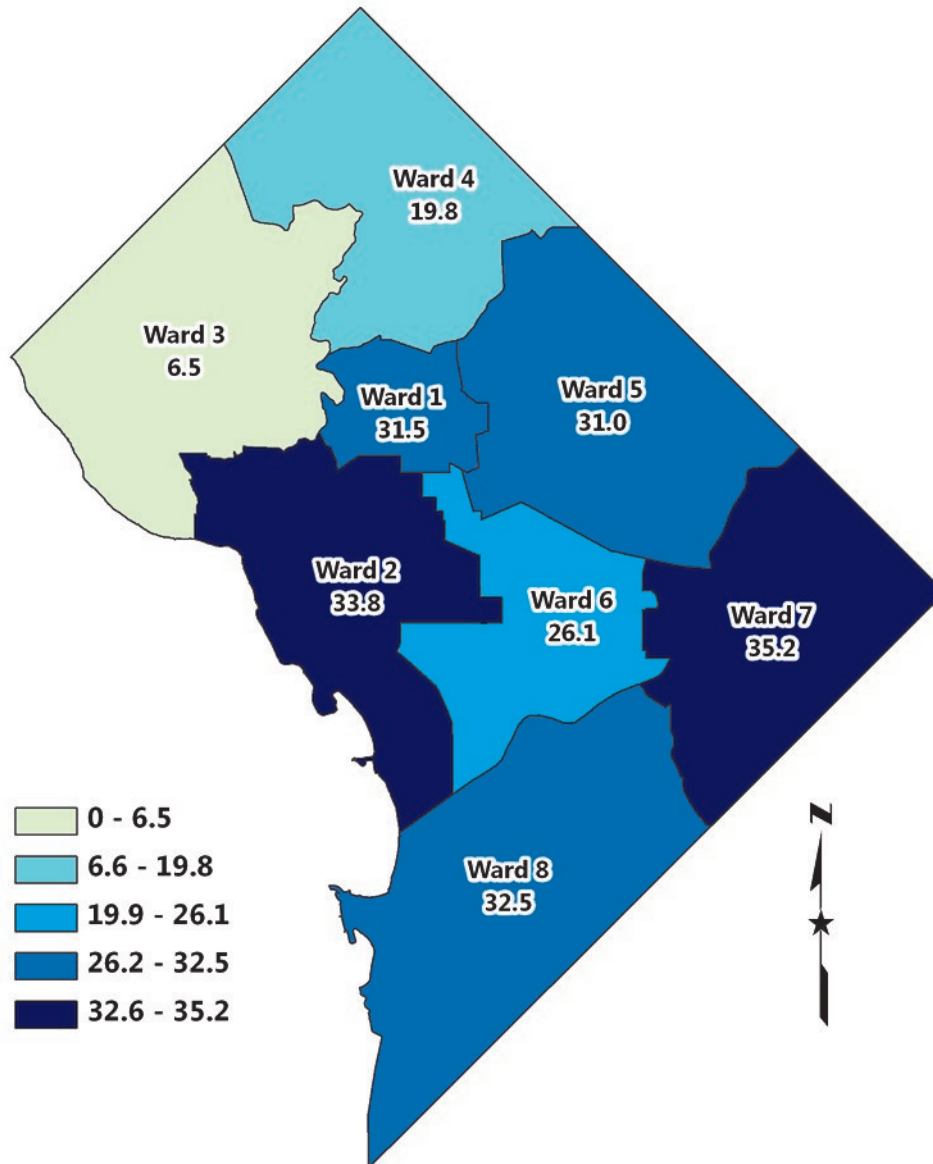 Ward 4
19.8
Ward 3
6.5
Ward 1
31.5
Ward 5
31.0
Ward 2
33.8
Ward 6
26.1
Ward 7
35.2
Ward 8
32.5
0 - 6.5
6.6 - 19.8
19.9 - 26.1
26.2 - 32.5
32.6 - 35.2
N